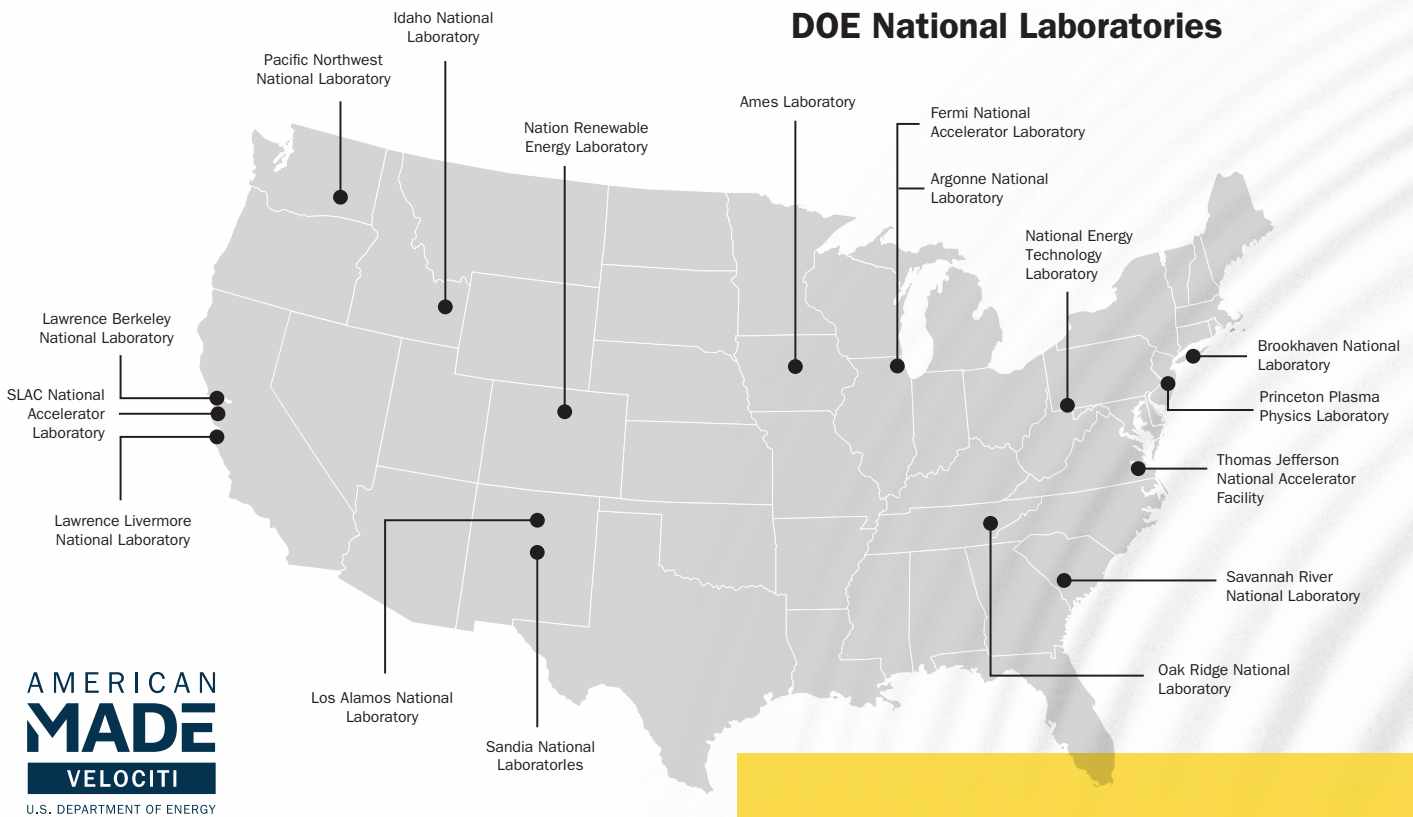 DOE National Laboratories
Idaho National
Laboratory
Pacific Northwest
National Laboratory
Nation Renewable
Energy Laboratory
Ames Laboratory
Fermi National
Accelerator Laboratory
Argonne National
Laboratory
National Energy
Technology
Laboratory
Lawrence Berkeley
National Laboratory
SLAC National
Accelerator
Laboratory
Lawrence Livermore
National Laboratory
Brookhaven National
Laboratory
Princeton Plasma
Physics Laboratory
Thomas Jefferson
National Accelerator
Facility
Savannah River
National Laboratory
Oak Ridge National
Laboratory
Los Alamos National
Laboratory
Sandia National
Laboratorles
AMERICAN
MADE
VELOCITI
U.S. DEPARTMENT OF ENERGY